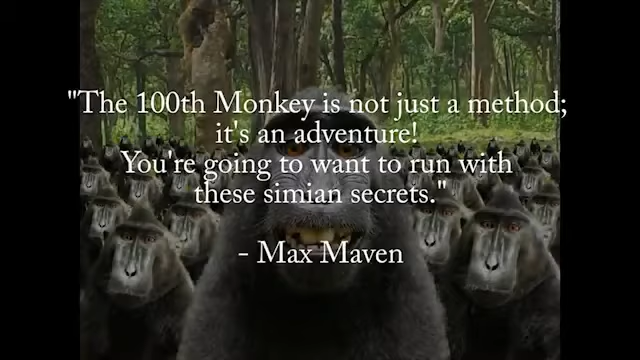 "The 100th Monkey is not just a method;
it's an adventure!
You're going to want to run with
these simian secrets."
- Max Maven